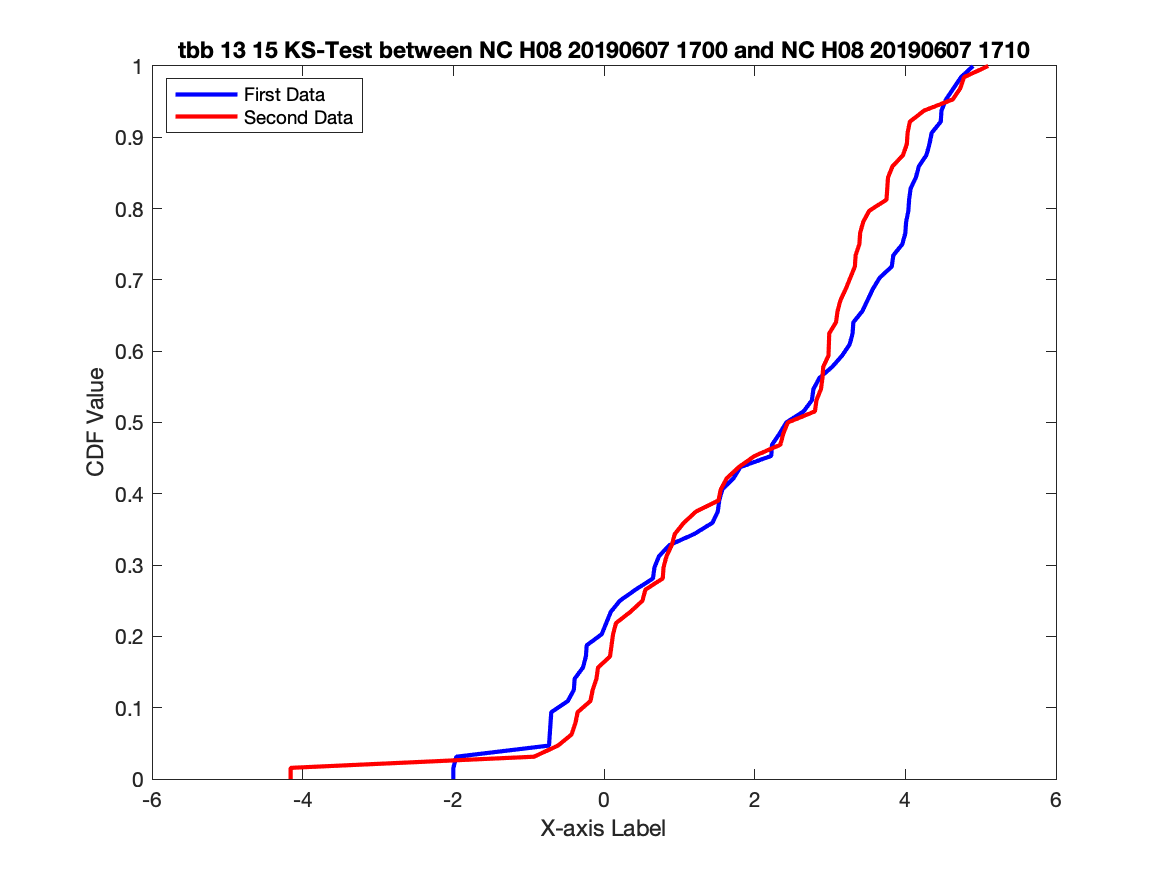 tbb 13 15 KS-Test between NC H08 20190607 1700 and NC H08 20190607 1710
First Data
Second Data
1
0.9
0.8
0.7
0.6
0.5
0.4
0.3
0.2
0.1
0
CDF Value
-6 -4 -2 0 2 4 6
X-axis Label